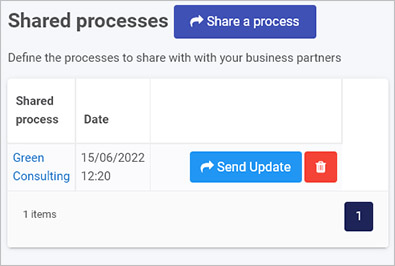 Shared processes
Share a process
Define the processes to share with with your business partners
Shared
process
Date
Green
Consulting
15/06/2022
12:20
Send Update
1 items
1